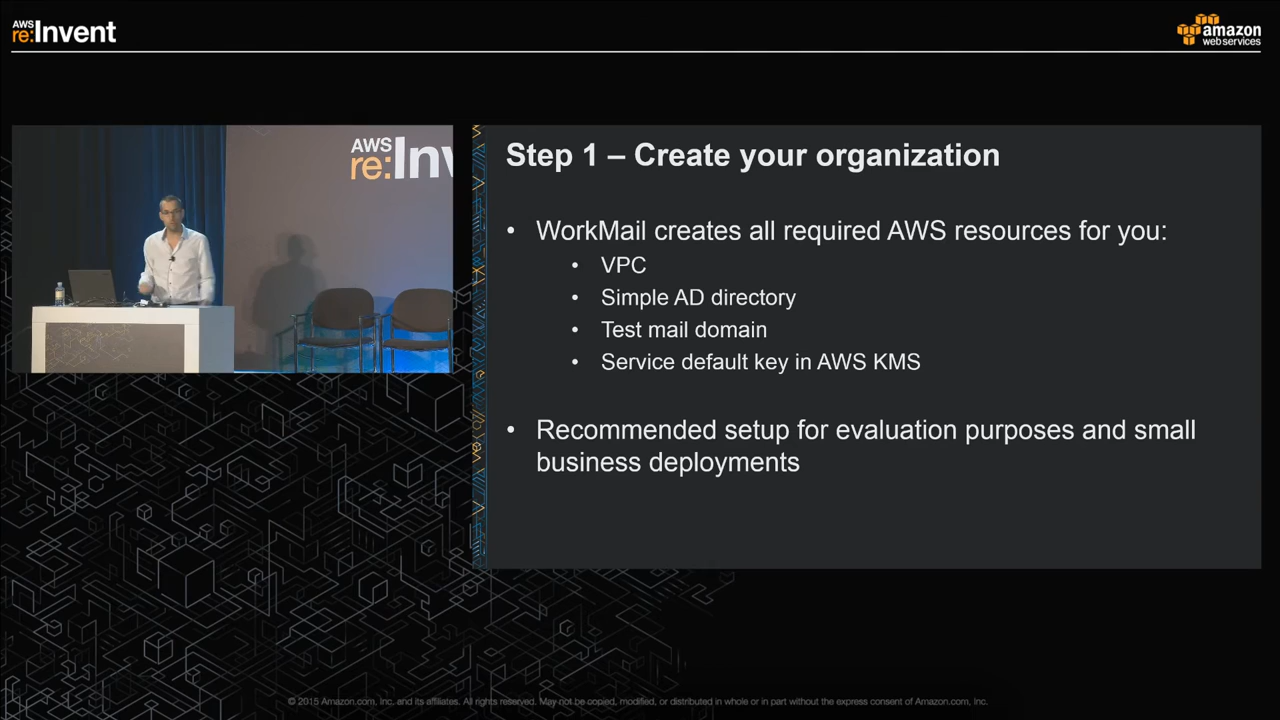 AWS
re:Invent
amazon
web services
AWS
re:Inv
Step 1 – Create your organization
• WorkMail creates all required AWS resources for you:
• VPC
• Simple AD directory
• Test mail domain
• Service default key in AWS KMS
• Recommended setup for evaluation purposes and small
business deployments
© 2015 Amazon.com, Inc, and its affiliates. All rights reserved. May not be copied, modified, or distributed in whole or in part without the express consent of Amazon.com, Inc.